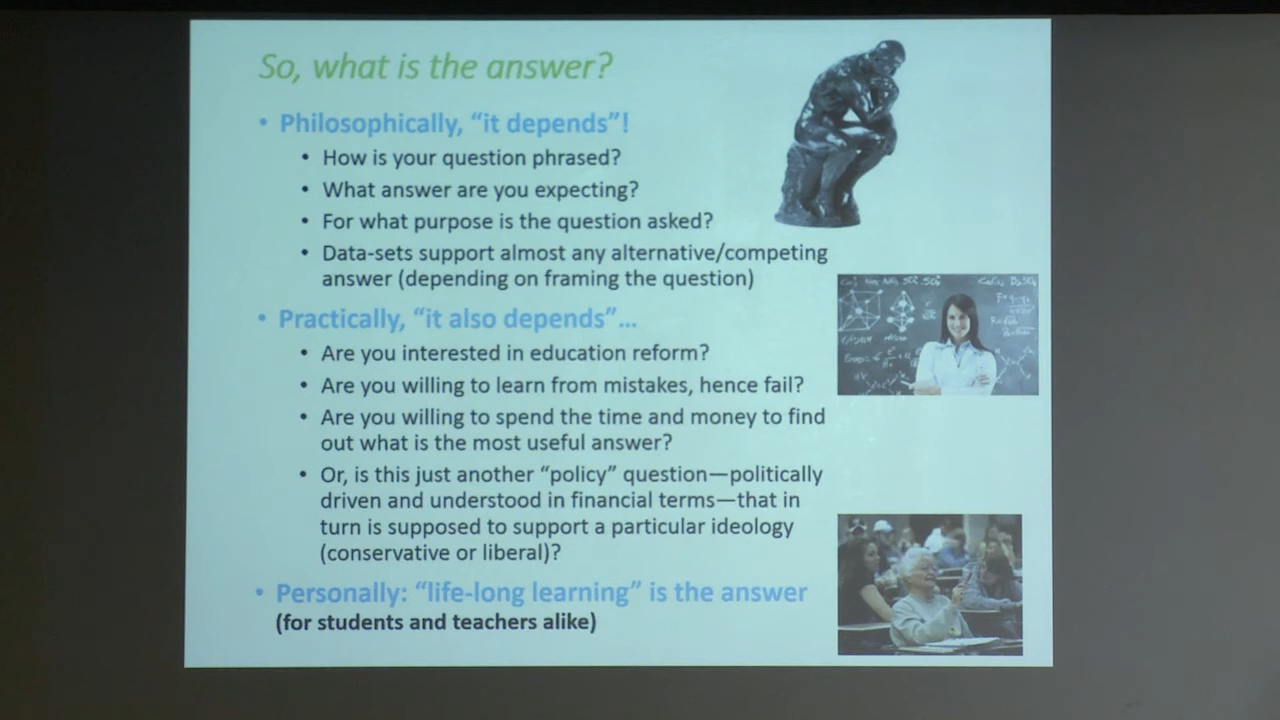 So, what is the answer?
• Philosophically, “it depends”!
• How is your question phrased?
• What answer are you expecting?
• For what purpose is the question asked?
• Data-sets support almost any alternative/competing
answer (depending on framing the question)
• Practically, “it also depends”…
• Are you interested in education reform?
• Are you willing to learn from mistakes, hence fail?
• Are you willing to spend the time and money to find
out what is the most useful answer?
• Or, is this just another “policy” question—politically
driven and understood in financial terms—that in
turn is supposed to support a particular ideology
(conservative or liberal)?
• Personally: “life-long learning” is the answer
(for students and teachers alike)